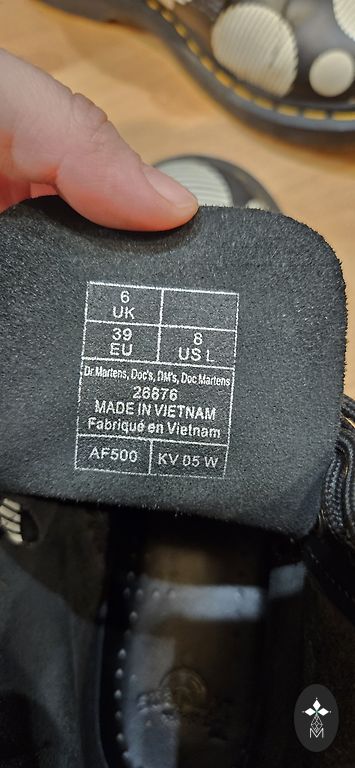 6
UK
39
EU
8
US L
Dr.Martens, Doc's, DM's, Doc Martens
26876
MADE IN VIETNAM
Fabriqué en Vietnam
AF500
KV 05 W